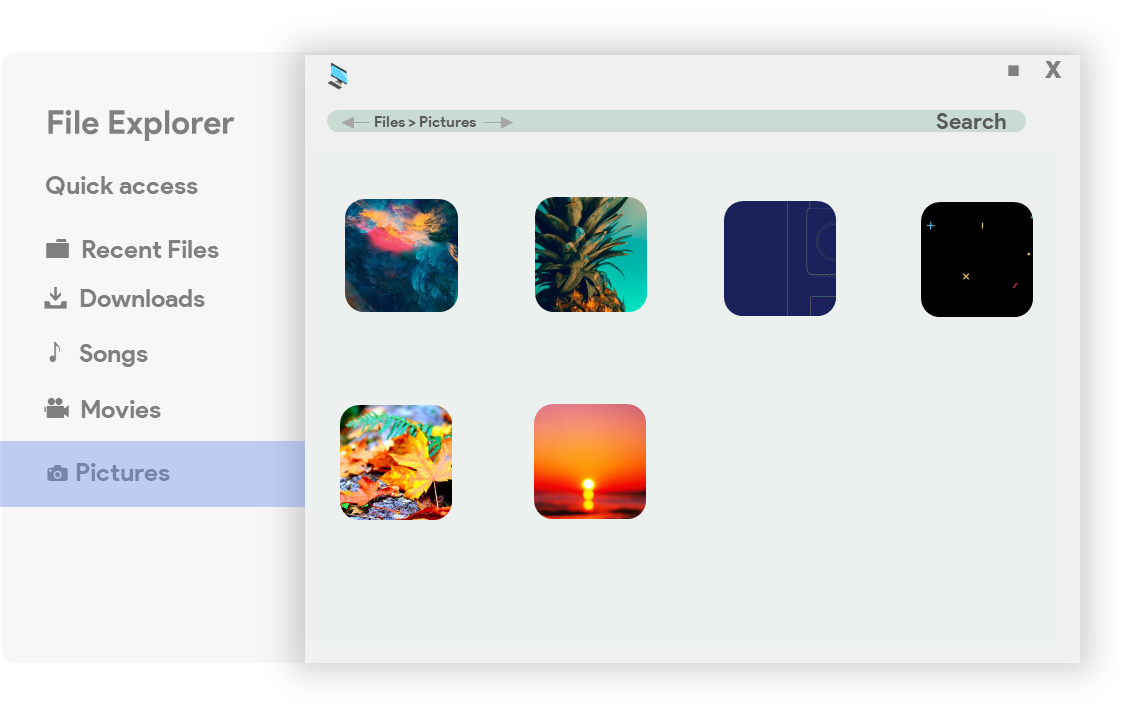 X
File Explorer
Files > Pictures
Search
Quick access
Recent Files
Downloads
Songs
Movies
Pictures